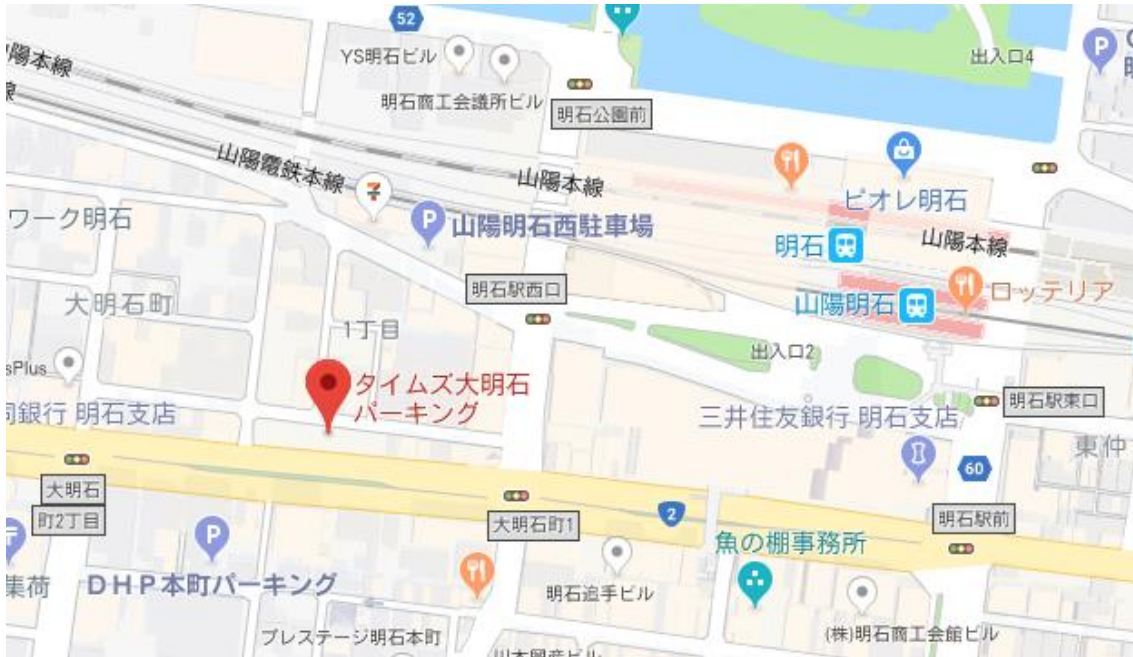 52
YS明石ビル
明石商工会議所ビル
明石公園前
出入口4
P
P
陽本線
線
山陽電鉄本線
山陽本線
ピオレ明石
ワーク明石
山陽明石西駐車場
明石
山陽本線
大明石町
明石駅西口
山陽明石
ロッテリア
1丁目
出入口2
sPlus
タイムズ大明石
パーキング
明石駅東口
銀行 明石支店
三井住友銀行 明石支店
東仲
60
大明石
町2丁目
大明石町1
2
明石駅前
P
魚の棚事務所
集荷
DHP本町パーキング
明石追手ビル
プレステージ明石本町
(株)明石商工会館ビル